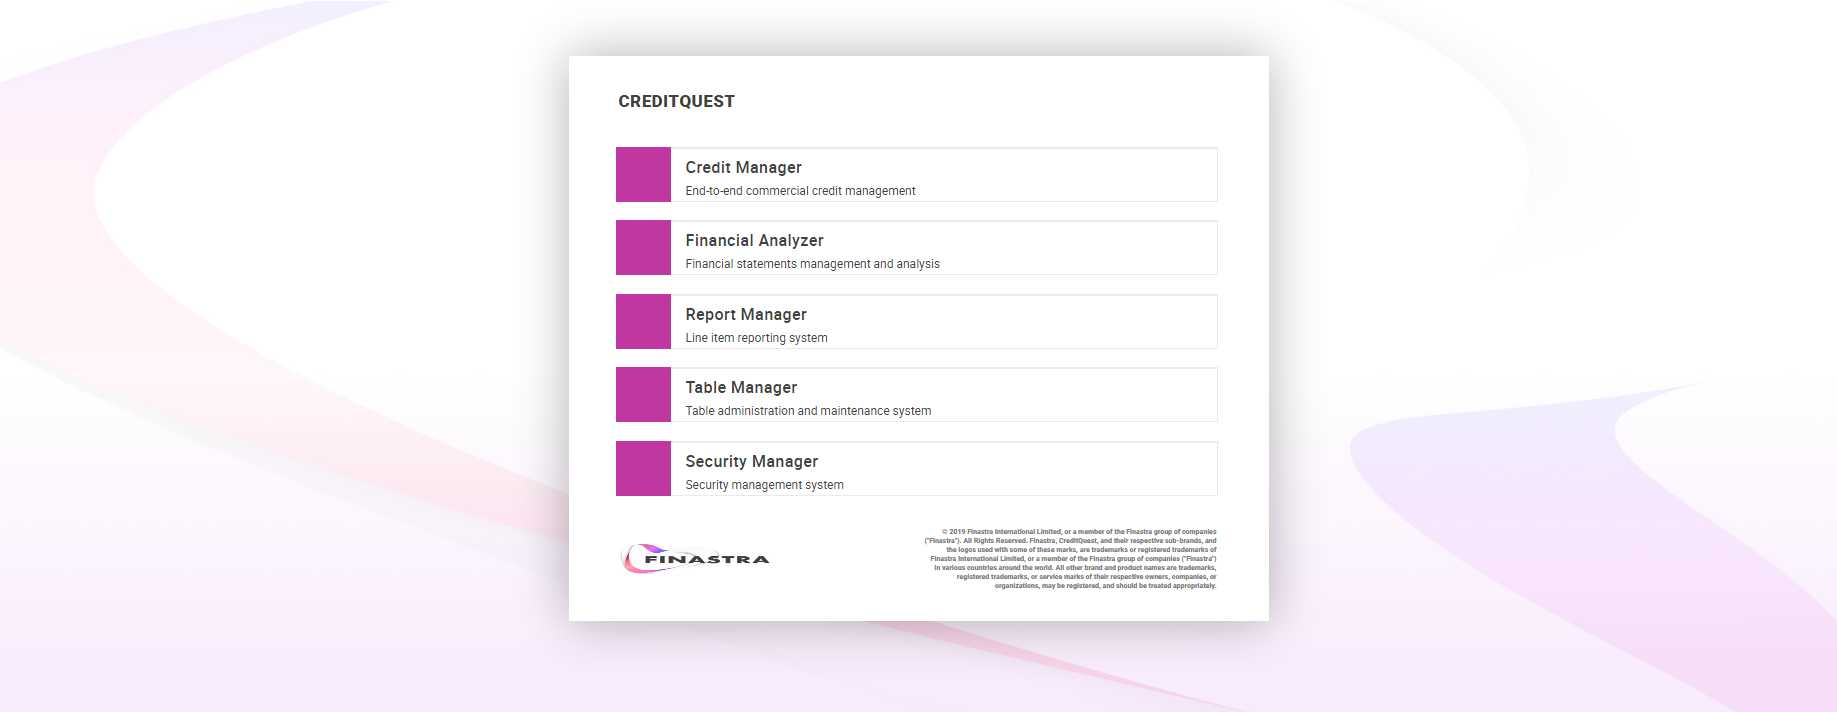 CREDITQUEST
Credit Manager
End-to-end commercial credit management
Financial Analyzer
Financial statements management and analysis
Report Manager
Line item reporting system
Table Manager
Table administration and maintenance system
Security Manager
Security management system
FINASTRA
© 2019 Finastra International Limited, or a member of the Finastra group of companies
("Finastra"). All Rights Reserved. Finastra, CreditQuest, and their respective sub-brands, and
the logos used with some of these marks, are trademarks or registered trademarks of
Finastra International Limited, or a member of the Finastra group of companies ("Finastra")
in various countries around the world. All other brand and product names are trademarks,
registered trademarks, or service marks of their respective owners, companies, or
organizations, may be registered, and should be treated appropriately.